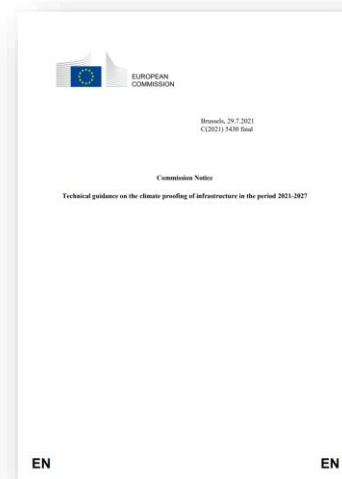 EUROPEAN
COMMISSION
Brussels, 29.7.2021
C(2021) 5430 final
Commission Notice
Technical guidance on the climate proofing of infrastructure in the period 2021-2027
EN EN